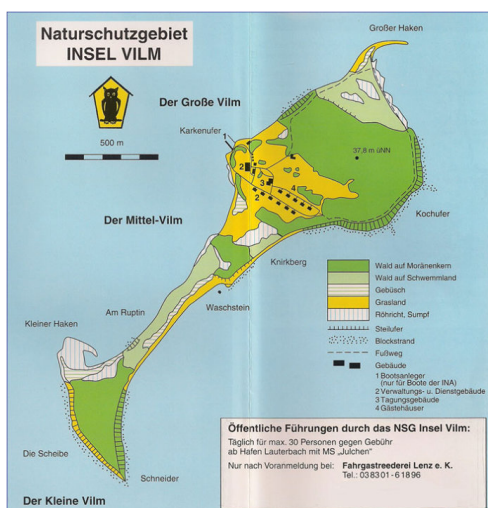 Naturschutzgebiet
INSEL VILM
500 m
Der Große Vilm
Großer Haken
Karkenufer
1
2
3
4
2
37,8 m üNN
Kochufer
Der Mittel-Vilm
Knirkberg
Waschstein
Am Ruptin
Kleiner Haken
Die Scheibe
Schneider
Der Kleine Vilm
Wald auf Moränenkern
Wald auf Schwemmland
Gebüsch
Grasland
Röhricht, Sumpf
Steilufer
Blockstrand
Fußweg
Gebäude
1 Bootsanleger
(nur für Boote der INA)
2 Verwaltungs- u. Dienstgebäude
3 Tagungsgebäude
4 Gästehäuser
Öffentliche Führungen durch das NSG Insel Vilm:
Täglich für max. 30 Personen gegen Gebühr
ab Hafen Lauterbach mit MS „Julchen"
Nur nach Voranmeldung bei: Fahrgastreederei Lenz e. K.
Tel.: 038301-61896